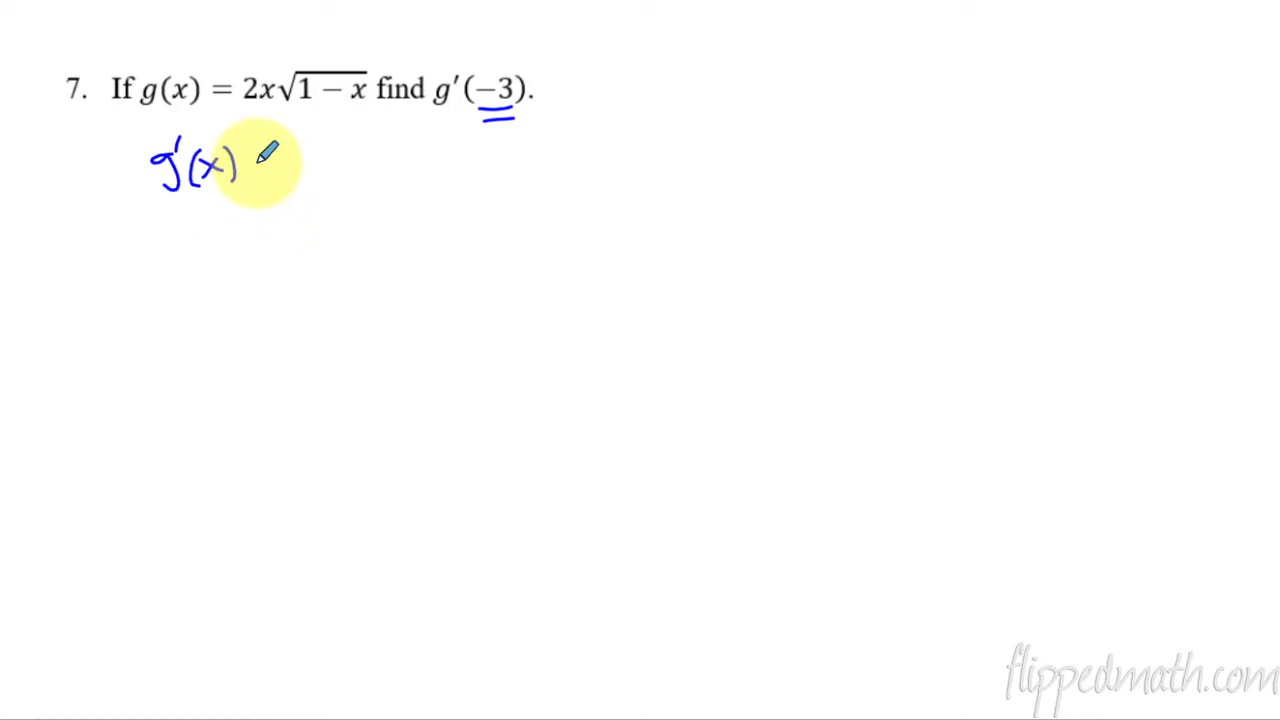 7. If g(x) = 2x√1 − x find g′(−3).
g'(x)
flippedmath.com